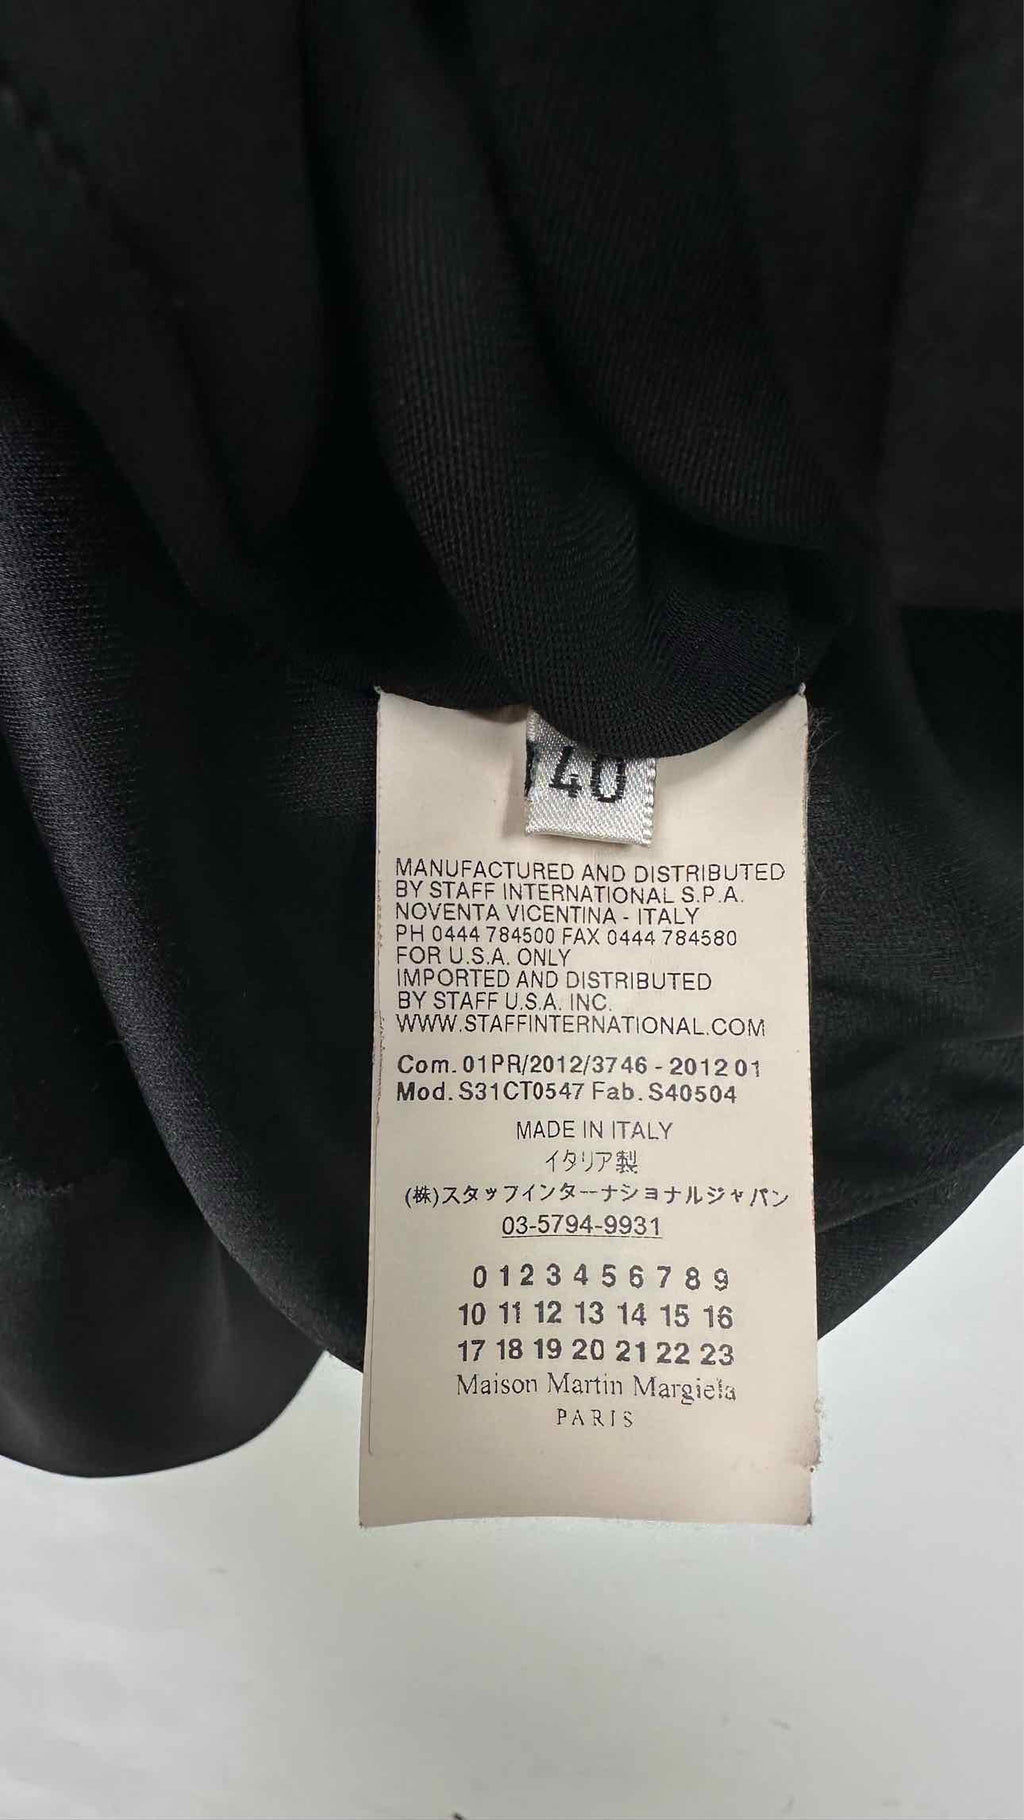 40
MANUFACTURED AND DISTRIBUTED
BY STAFF INTERNATIONAL S.P.A.
NOVENTA VICENTINA - ITALY
PH 0444 784500 FAX 0444 784580
FOR U.S.A. ONLY
IMPORTED AND DISTRIBUTED
BY STAFF U.S.A. INC.
WWW.STAFFINTERNATIONAL.COM
Com. 01PR/2012/3746 - 2012 01
Mod. S31CT0547 Fab. S40504
MADE IN ITALY
イタリア製
(株)スタッフインターナショナルジャパン
03-5794-9931
0 1 2 3 4 5 6 7 8 9
10 11 12 13 14 15 16
17 18 19 20 21 22 23
Maison Martin Margiela
PARIS